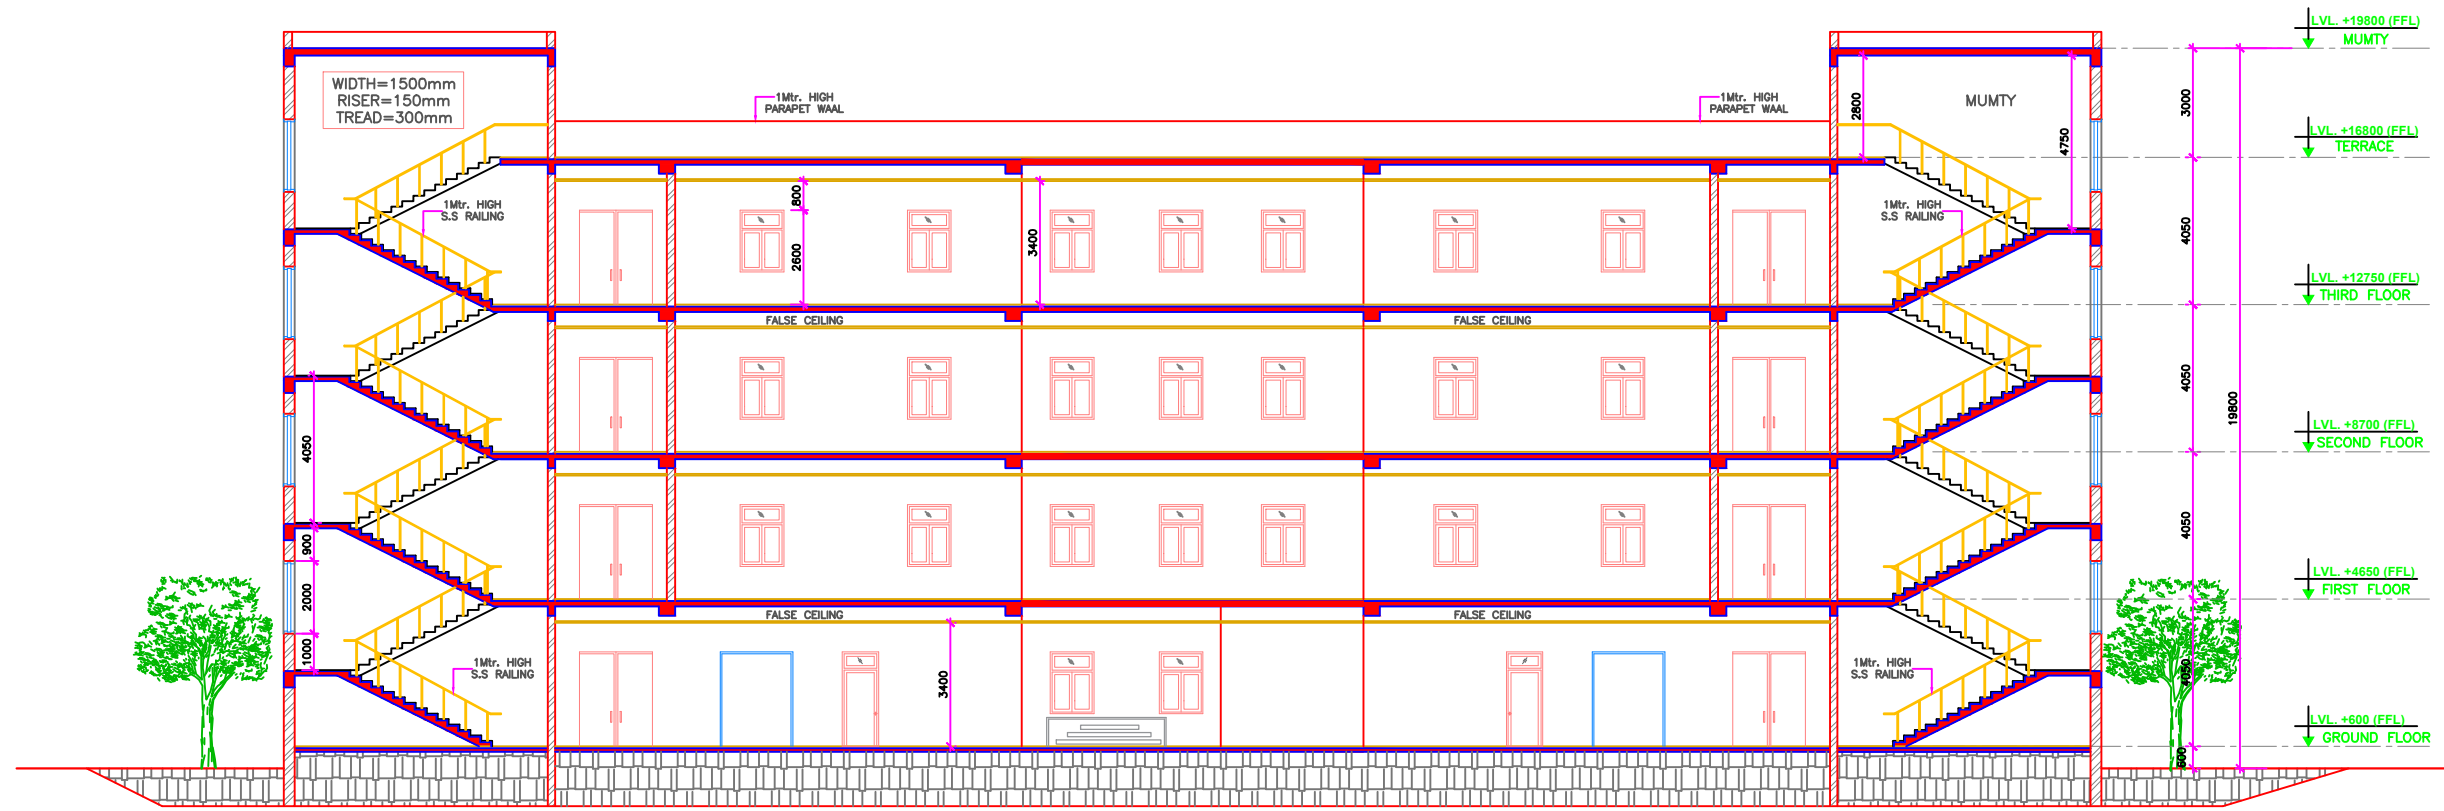 LVL. +19800 (FFL)
MUMTY
WIDTH=1500mm
RISER=150mm
TREAD=300mm
1Mtr. HIGH
PARAPET WAAL
1Mtr. HIGH
PARAPET WAAL
MUMTY
2800
4750
3000
LVL. +16800 (FFL)
TERRACE
1Mtr. HIGH
S.S RAILING
800
2600
3400
1Mtr. HIGH
S.S RAILING
4050
LVL. +12750 (FFL)
THIRD FLOOR
FALSE CEILING
FALSE CEILING
4050
19800
LVL. +8700 (FFL)
SECOND FLOOR
4050
900
2000
1000
4050
LVL. +4650 (FFL)
FIRST FLOOR
FALSE CEILING
FALSE CEILING
1Mtr. HIGH
S.S RAILING
3400
1Mtr. HIGH
S.S RAILING
4050
LVL. +600 (FFL)
GROUND FLOOR
600